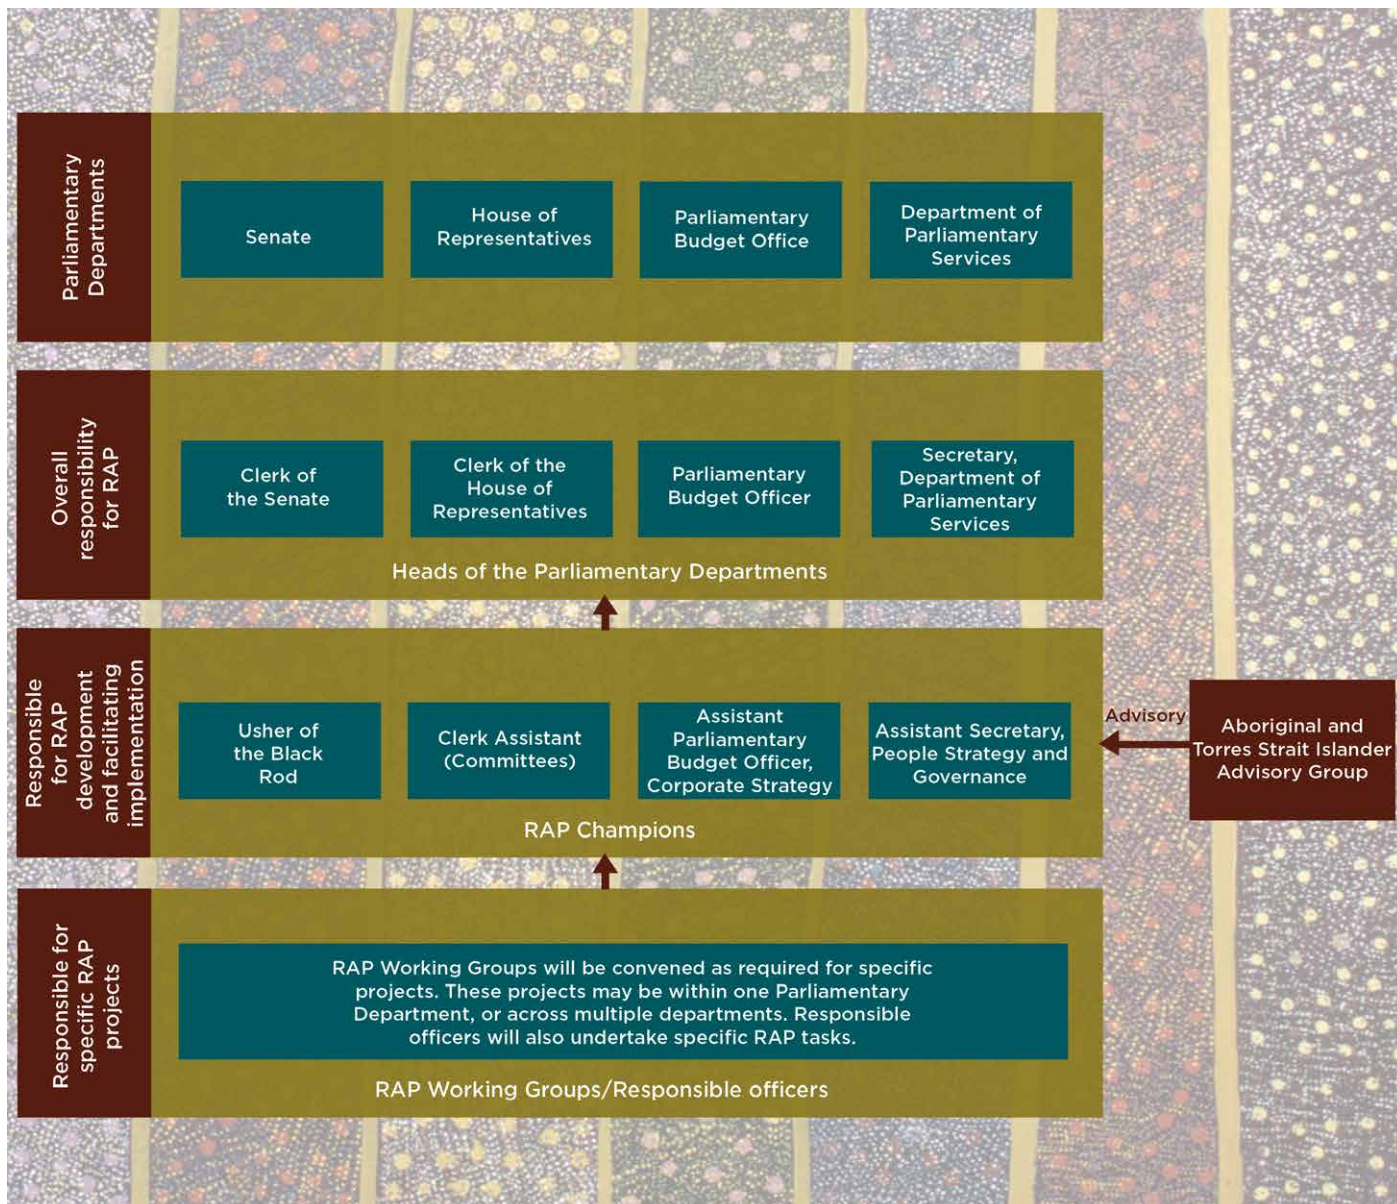 Parliamentary
Departments
Senate
House of
Representatives
Parliamentary
Budget Office
Department of
Parliamentary
Services
Overall
responsibility
for RAP
Clerk of
the Senate
Clerk of the
House of
Representatives
Parliamentary
Budget Officer
Secretary,
Department of
Parliamentary
Services
Heads of the Parliamentary Departments
Responsible
for RAP
development
and facilitating
implementation
Usher of
the Black
Rod
Clerk Assistant
(Committees)
Assistant
Parliamentary
Budget Officer,
Corporate Strategy
Assistant Secretary,
People Strategy and
Governance
RAP Champions
Advisory
Aboriginal and
Torres Strait Islander
Advisory Group
Responsible for
specific RAP
projects
RAP Working Groups will be convened as required for specific
projects. These projects may be within one Parliamentary
Department, or across multiple departments. Responsible
officers will also undertake specific RAP tasks.
RAP Working Groups/Responsible officers